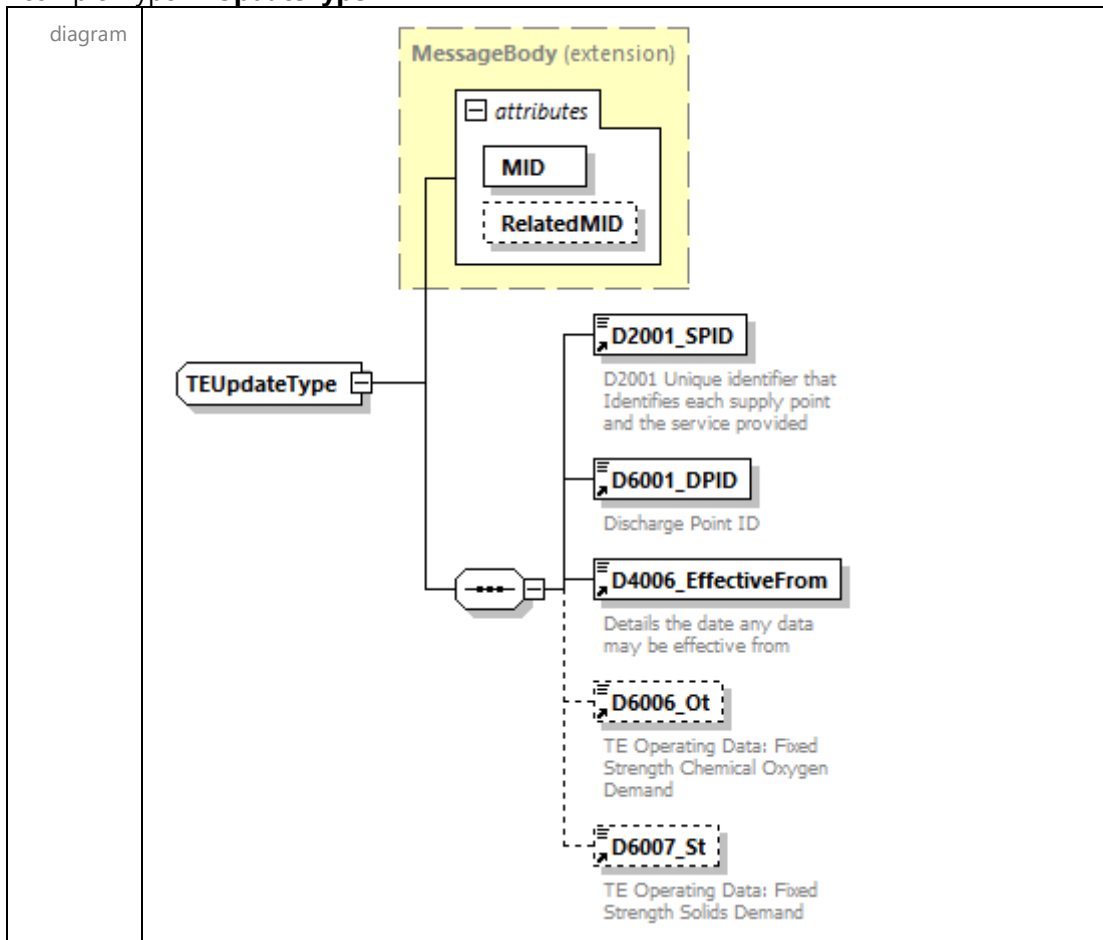 diagram
MessageBody (extension)
attributes
MID
RelatedMID
TEUpdateType
D2001_SPID
D2001 Unique identifier that
Identifies each supply point
and the service provided
D6001_DPID
Discharge Point ID
D4006_EffectiveFrom
Details the date any data
may be effective from
D6006_Ot
TE Operating Data: Fixed
Strength Chemical Oxygen
Demand
D6007_St
TE Operating Data: Fixed
Strength Solids Demand